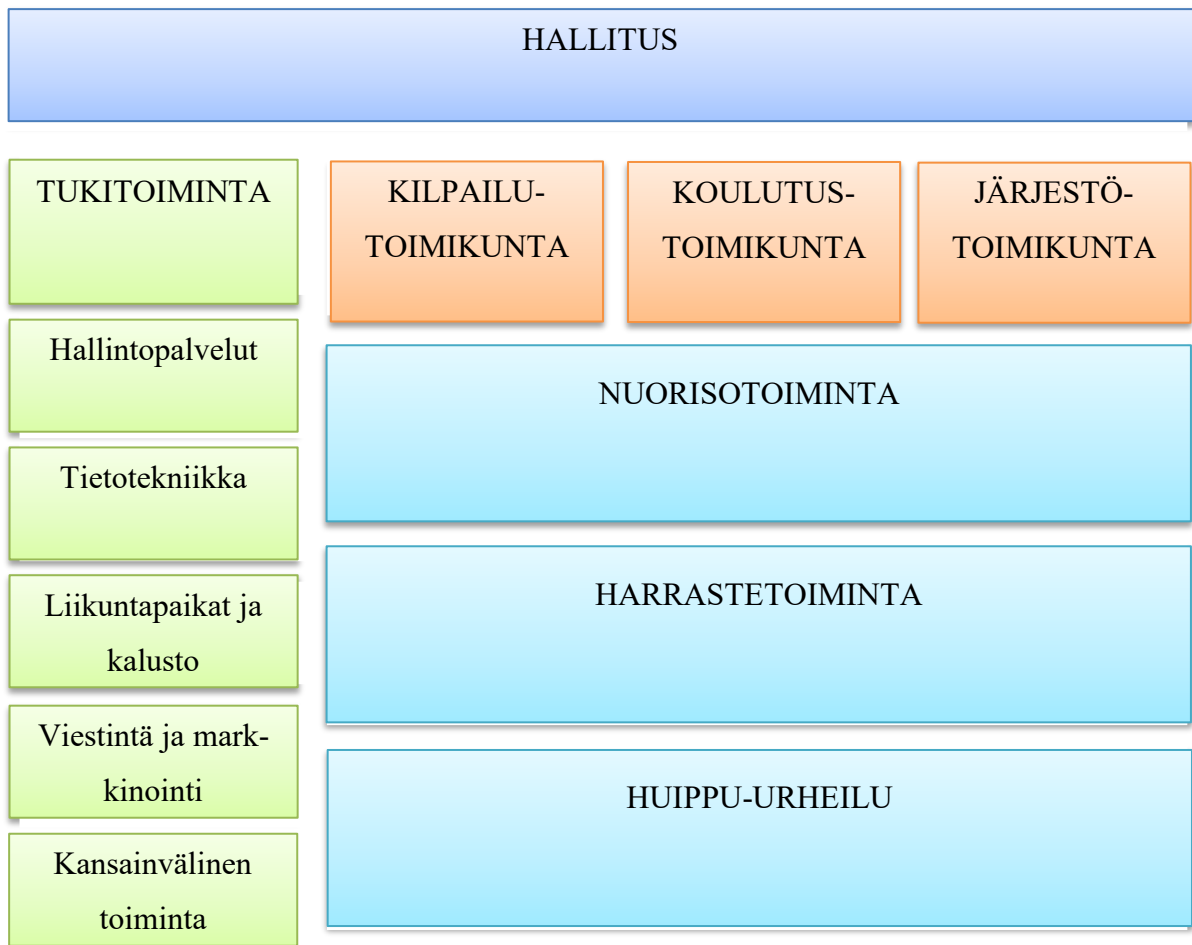 HALLITUS
TUKITOIMINTA
KILPAILU-
TOIMIKUNTA
KOULUTUS-
TOIMIKUNTA
JÄRJESTÖ-
TOIMIKUNTA
Hallintopalvelut
Tietotekniikka
Liikuntapaikat ja
kalusto
Viestintä ja mark-
kinointi
Kansainvälinen
toiminta
NUORISOTOIMINTA
HARRASTETOIMINTA
HUIPPU-URHEILU